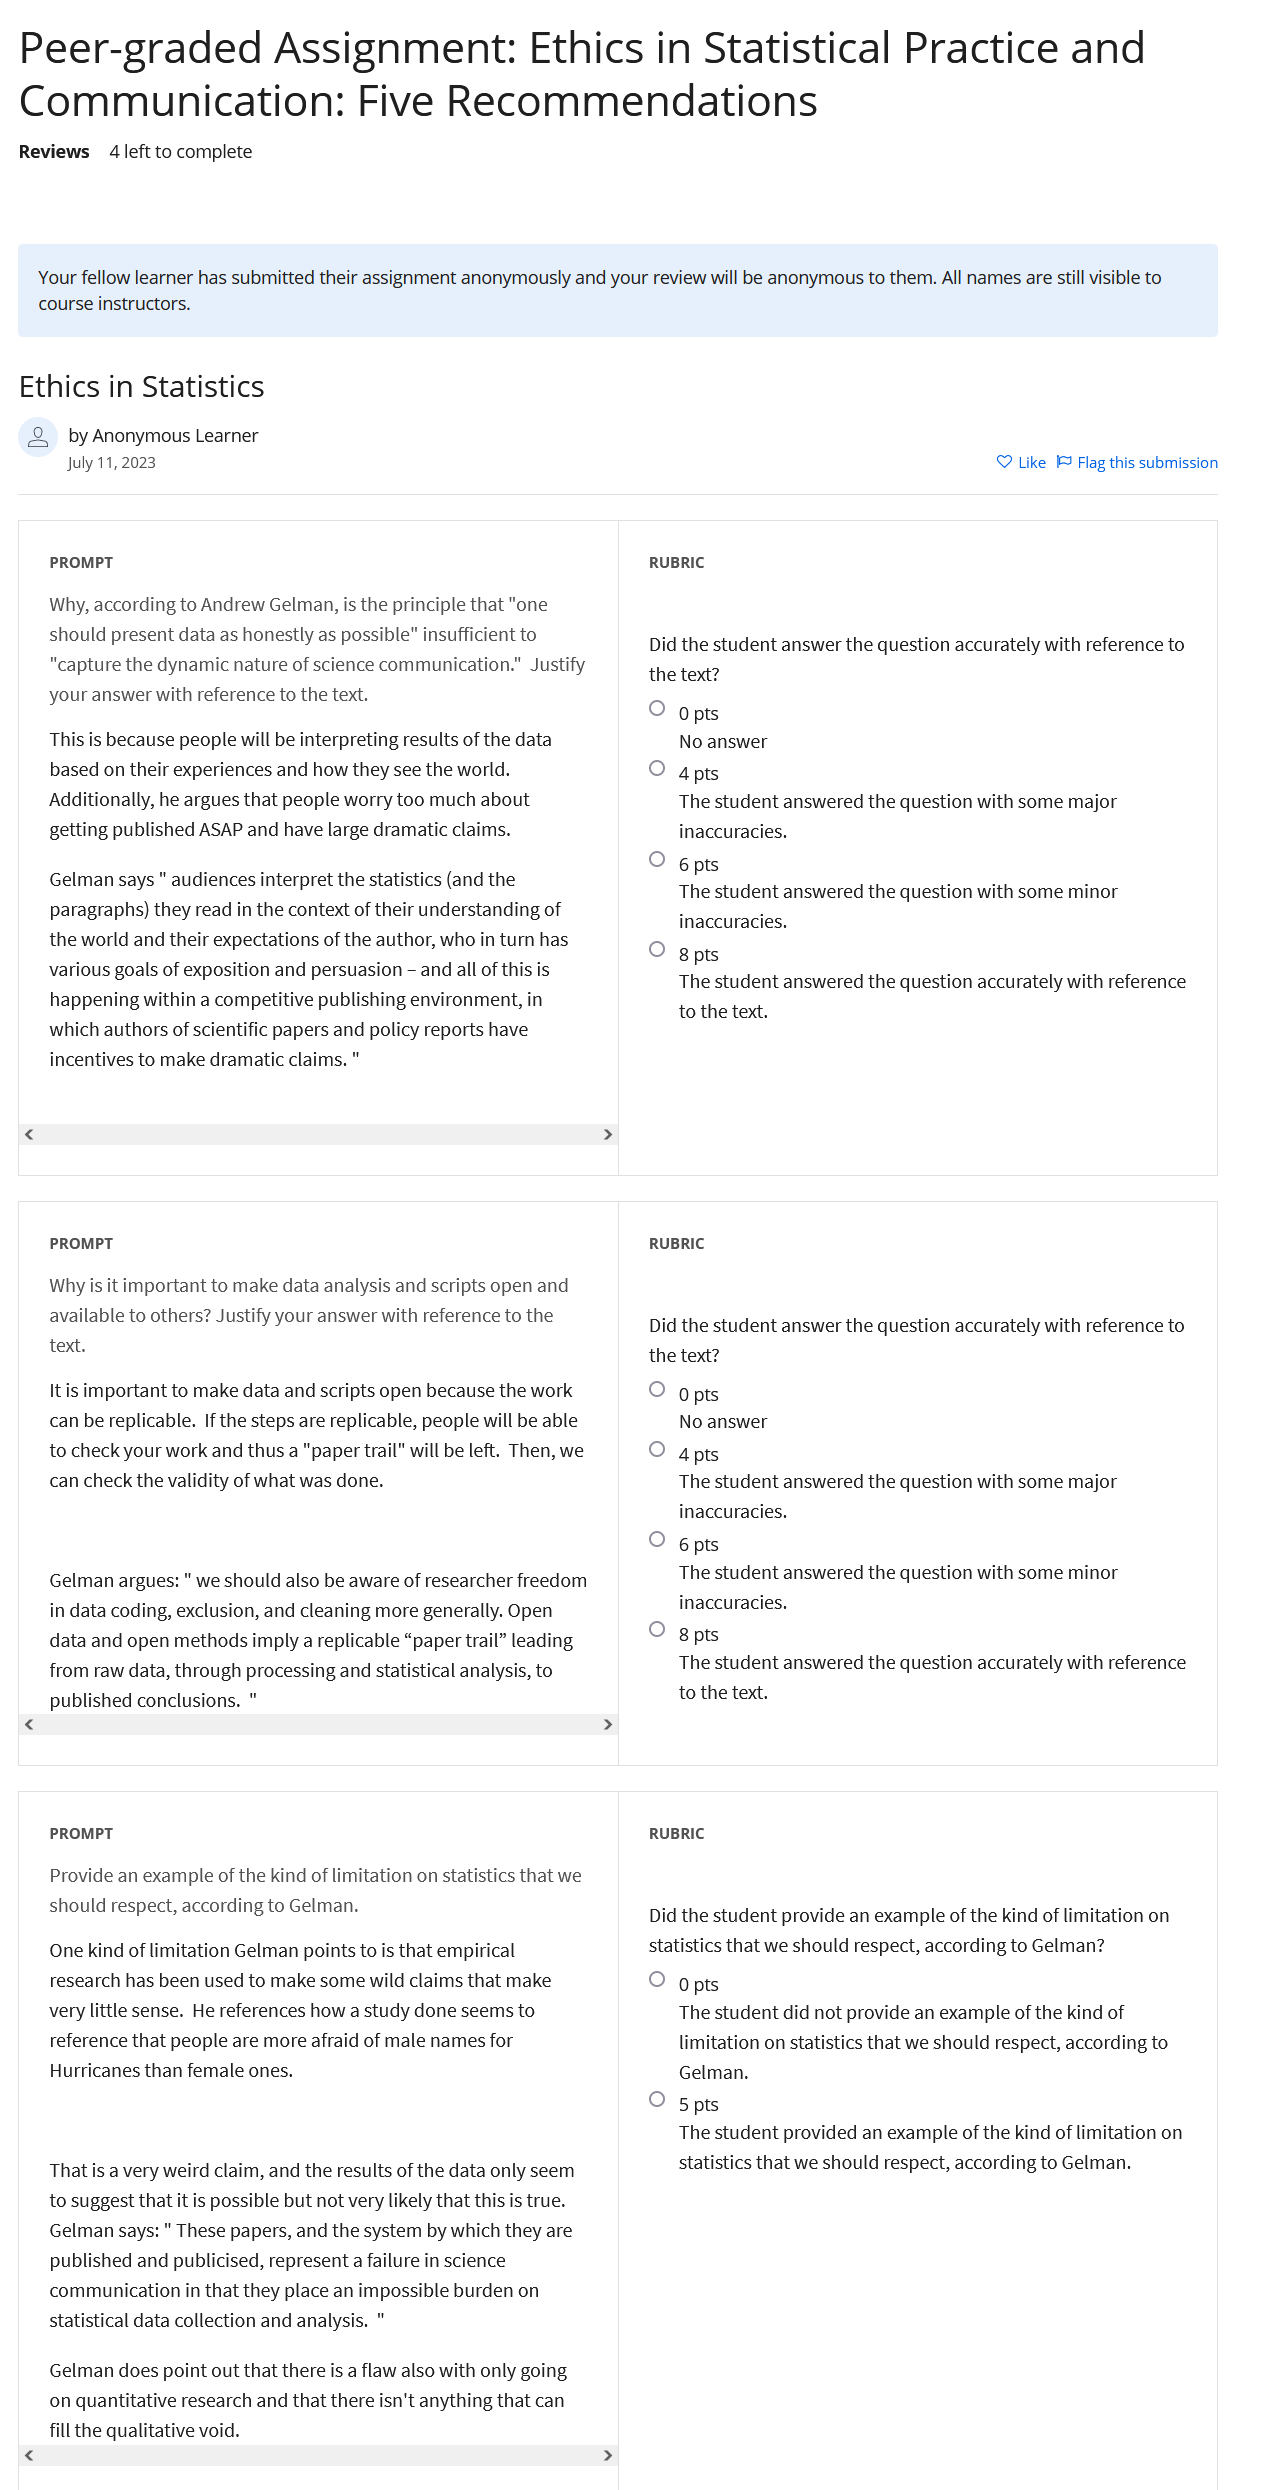 Peer-graded Assignment: Ethics in Statistical Practice and
Communication: Five Recommendations
Reviews 4 left to complete
Your fellow learner has submitted their assignment anonymously and your review will be anonymous to them. All names are still visible to
course instructors.
Ethics in Statistics
by Anonymous Learner
July 11, 2023
Like Flag this submission
PROMPT
Why, according to Andrew Gelman, is the principle that "one
should present data as honestly as possible" insufficient to
"capture the dynamic nature of science communication."  Justify
your answer with reference to the text.
This is because people will be interpreting results of the data
based on their experiences and how they see the world.
Additionally, he argues that people worry too much about
getting published ASAP and have large dramatic claims.
Gelman says " audiences interpret the statistics (and the
paragraphs) they read in the context of their understanding of
the world and their expectations of the author, who in turn has
various goals of exposition and persuasion – and all of this is
happening within a competitive publishing environment, in
which authors of scientific papers and policy reports have
incentives to make dramatic claims. "
RUBRIC
Did the student answer the question accurately with reference to
the text?
0 pts
No answer
4 pts
The student answered the question with some major
inaccuracies.
6 pts
The student answered the question with some minor
inaccuracies.
8 pts
The student answered the question accurately with reference
to the text.
PROMPT
Why is it important to make data analysis and scripts open and
available to others? Justify your answer with reference to the
text.
It is important to make data and scripts open because the work
can be replicable.  If the steps are replicable, people will be able
to check your work and thus a "paper trail" will be left.  Then, we
can check the validity of what was done.
Gelman argues: " we should also be aware of researcher freedom
in data coding, exclusion, and cleaning more generally. Open
data and open methods imply a replicable “paper trail” leading
from raw data, through processing and statistical analysis, to
published conclusions.  "
RUBRIC
Did the student answer the question accurately with reference to
the text?
0 pts
No answer
4 pts
The student answered the question with some major
inaccuracies.
6 pts
The student answered the question with some minor
inaccuracies.
8 pts
The student answered the question accurately with reference
to the text.
PROMPT
Provide an example of the kind of limitation on statistics that we
should respect, according to Gelman.
One kind of limitation Gelman points to is that empirical
research has been used to make some wild claims that make
very little sense.  He references how a study done seems to
reference that people are more afraid of male names for
Hurricanes than female ones.
That is a very weird claim, and the results of the data only seem
to suggest that it is possible but not very likely that this is true.
Gelman says: " These papers, and the system by which they are
published and publicised, represent a failure in science
communication in that they place an impossible burden on
statistical data collection and analysis.  "
Gelman does point out that there is a flaw also with only going
on quantitative research and that there isn't anything that can
fill the qualitative void.
RUBRIC
Did the student provide an example of the kind of limitation on
statistics that we should respect, according to Gelman?
0 pts
The student did not provide an example of the kind of
limitation on statistics that we should respect, according to
Gelman.
5 pts
The student provided an example of the kind of limitation on
statistics that we should respect, according to Gelman.